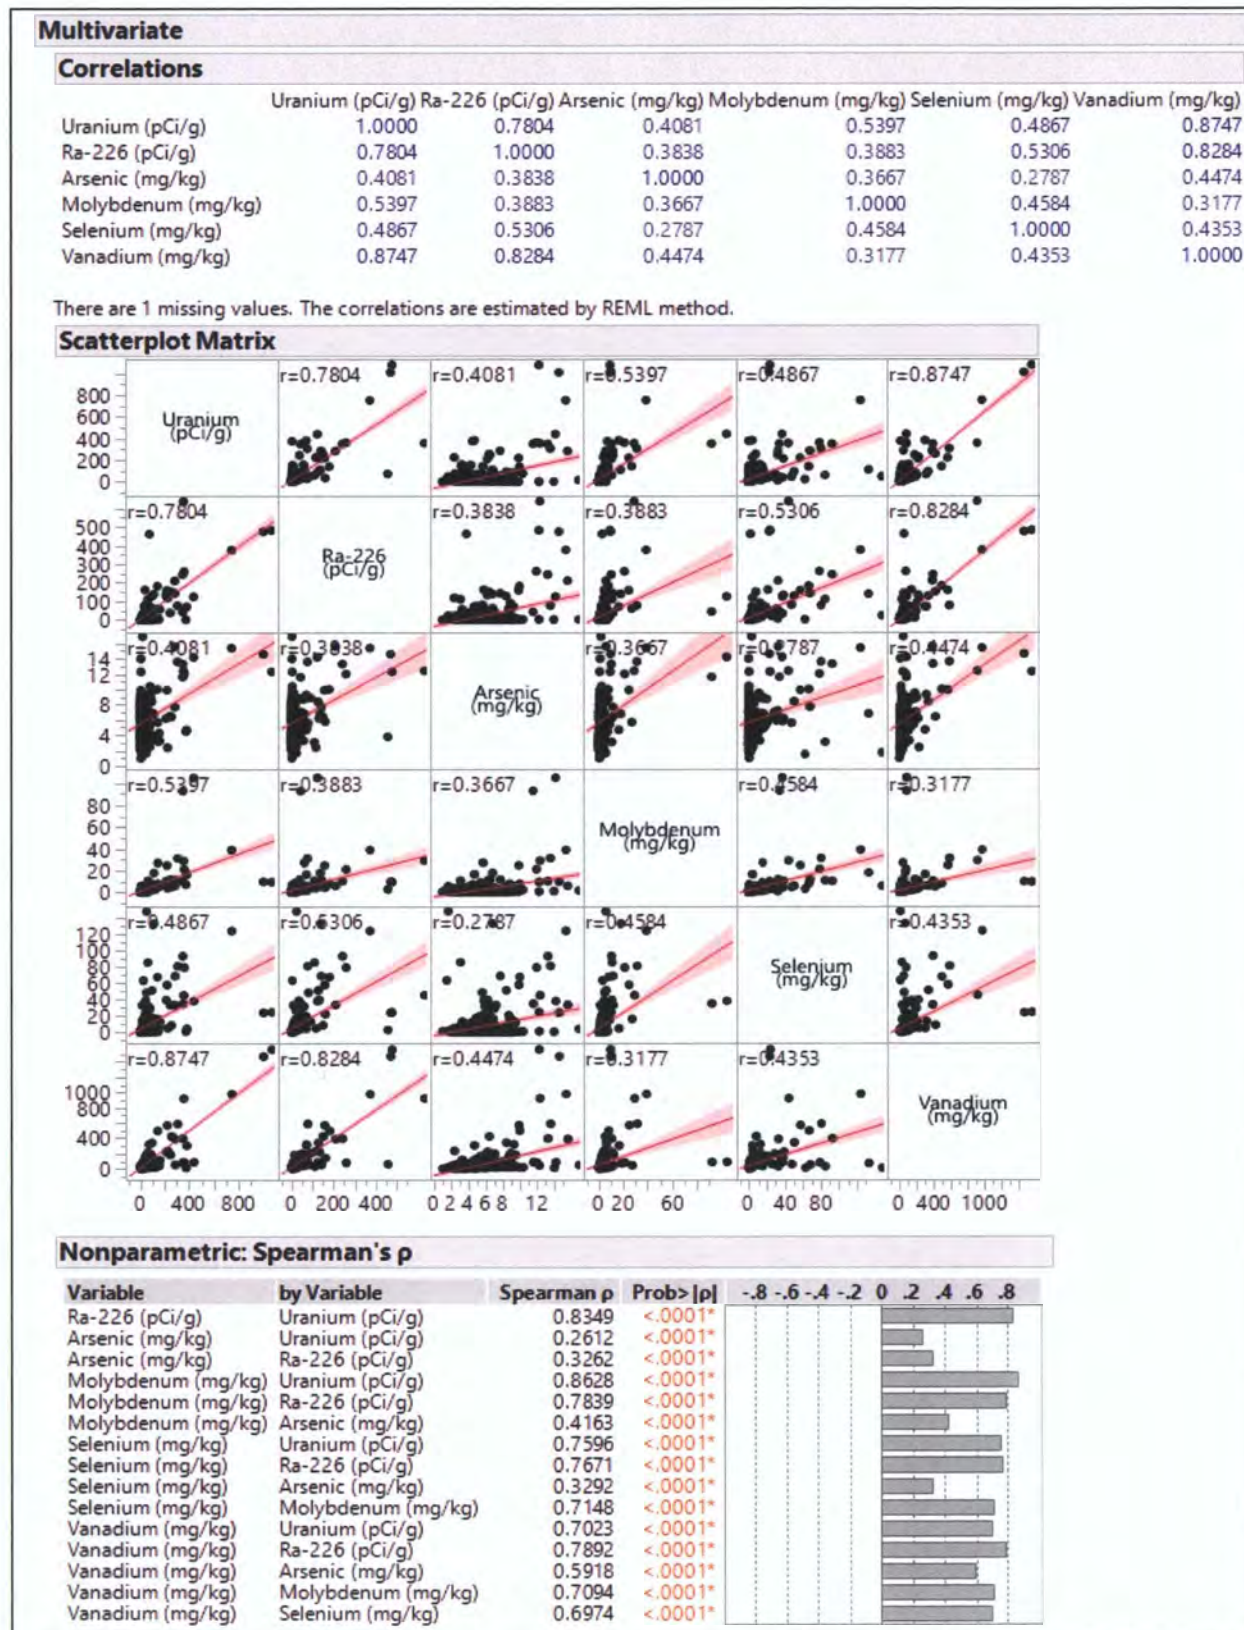 Multivariate
Correlations
Uranium (pCi/g) Ra-226 (pCi/g) Arsenic (mg/kg) Molybdenum (mg/kg) Selenium (mg/kg) Vanadium (mg/kg)
Uranium (pCi/g) 1.0000 0.7804 0.4081 0.5397 0.4867 0.8747
Ra-226 (pCi/g) 0.7804 1.0000 0.3838 0.3883 0.5306 0.8284
Arsenic (mg/kg) 0.4081 0.3838 1.0000 0.3667 0.2787 0.4474
Molybdenum (mg/kg) 0.5397 0.3883 0.3667 1.0000 0.4584 0.3177
Selenium (mg/kg) 0.4867 0.5306 0.2787 0.4584 1.0000 0.4353
Vanadium (mg/kg) 0.8747 0.8284 0.4474 0.3177 0.4353 1.0000
There are 1 missing values. The correlations are estimated by REML method.
Scatterplot Matrix
r=0.7804 r=0.4081 r=0.5397 r=0.4867 r=0.8747
800
600
400
200
0
Uranium
(pCi/g)
r=0.7804 r=0.3838 r=0.3883 r=0.5306 r=0.8284
500
400
300
200
100
0
Ra-226
(pCi/g)
r=0.4081 r=0.3838 r=0.3667 r=0.2787 r=0.4474
14
12
8
4
0
Arsenic
(mg/kg)
r=0.5397 r=0.3883 r=0.3667 r=0.4584 r=0.3177
80
60
40
20
0
Molybdenum
(mg/kg)
r=0.4867 r=0.5306 r=0.2787 r=0.4584 r=0.4353
120
100
80
60
40
20
0
Selenium
(mg/kg)
r=0.8747 r=0.8284 r=0.4474 r=0.3177 r=0.4353
1000
800
400
0
Vanadium
(mg/kg)
0 400 800 0 200 400 0 2 4 6 8 12 0 20 60 0 40 80 0 400 1000
Nonparametric: Spearman's ρ
Variable by Variable Spearman ρ Prob>|ρ| -.8 -.6 -.4 -.2 0 .2 .4 .6 .8
Ra-226 (pCi/g) Uranium (pCi/g) 0.8349 <.0001*
Arsenic (mg/kg) Uranium (pCi/g) 0.2612 <.0001*
Arsenic (mg/kg) Ra-226 (pCi/g) 0.3262 <.0001*
Molybdenum (mg/kg) Uranium (pCi/g) 0.8628 <.0001*
Molybdenum (mg/kg) Ra-226 (pCi/g) 0.7839 <.0001*
Molybdenum (mg/kg) Arsenic (mg/kg) 0.4163 <.0001*
Selenium (mg/kg) Uranium (pCi/g) 0.7596 <.0001*
Selenium (mg/kg) Ra-226 (pCi/g) 0.7671 <.0001*
Selenium (mg/kg) Arsenic (mg/kg) 0.3292 <.0001*
Selenium (mg/kg) Molybdenum (mg/kg) 0.7148 <.0001*
Vanadium (mg/kg) Uranium (pCi/g) 0.7023 <.0001*
Vanadium (mg/kg) Ra-226 (pCi/g) 0.7892 <.0001*
Vanadium (mg/kg) Arsenic (mg/kg) 0.5918 <.0001*
Vanadium (mg/kg) Molybdenum (mg/kg) 0.7094 <.0001*
Vanadium (mg/kg) Selenium (mg/kg) 0.6974 <.0001*